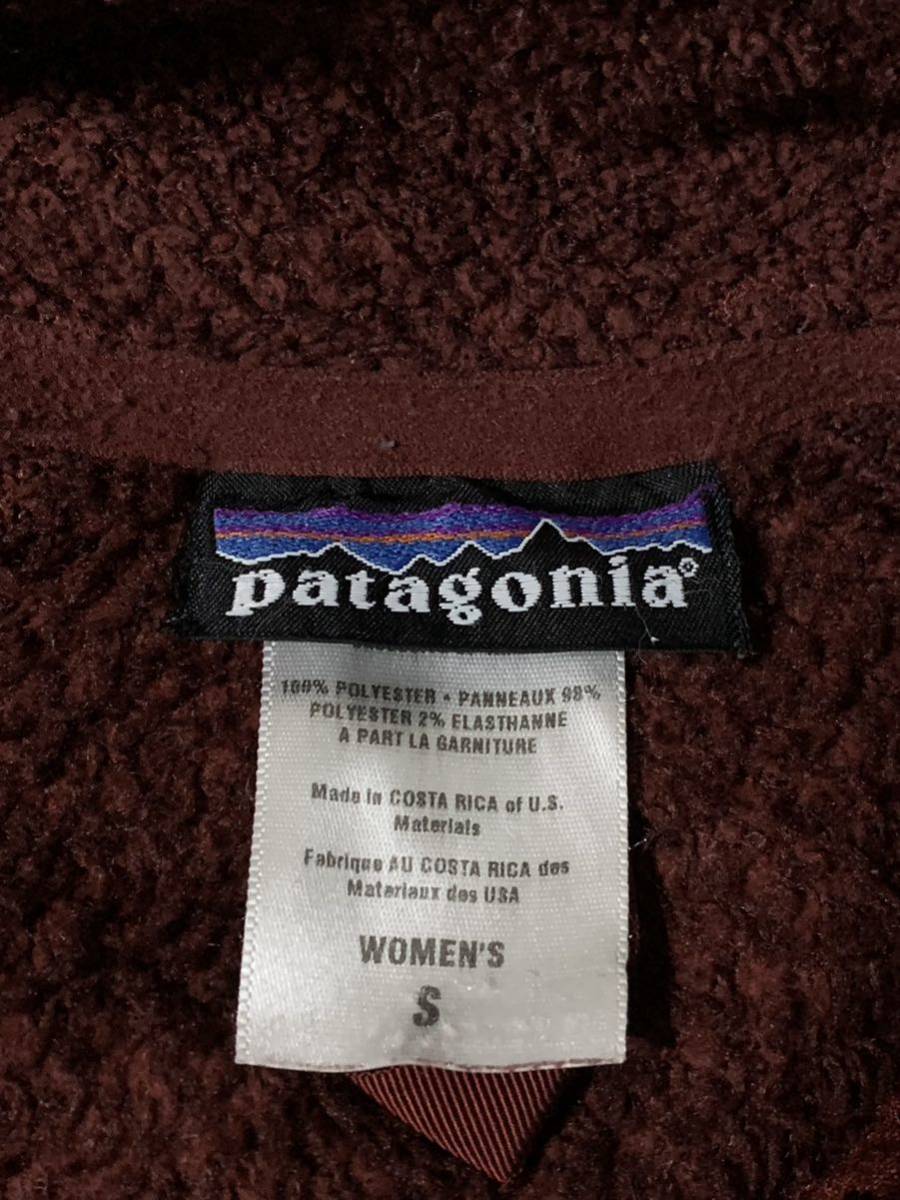 patagonia®
100% POLYESTER • PANNEAUX 98%
POLYESTER 2% ELASTHANNE
A PART LA GARNITURE
Made in COSTA RICA of U.S.
Materials
Fabrique AU COSTA RICA des
Materiaux des USA
WOMEN'S
S